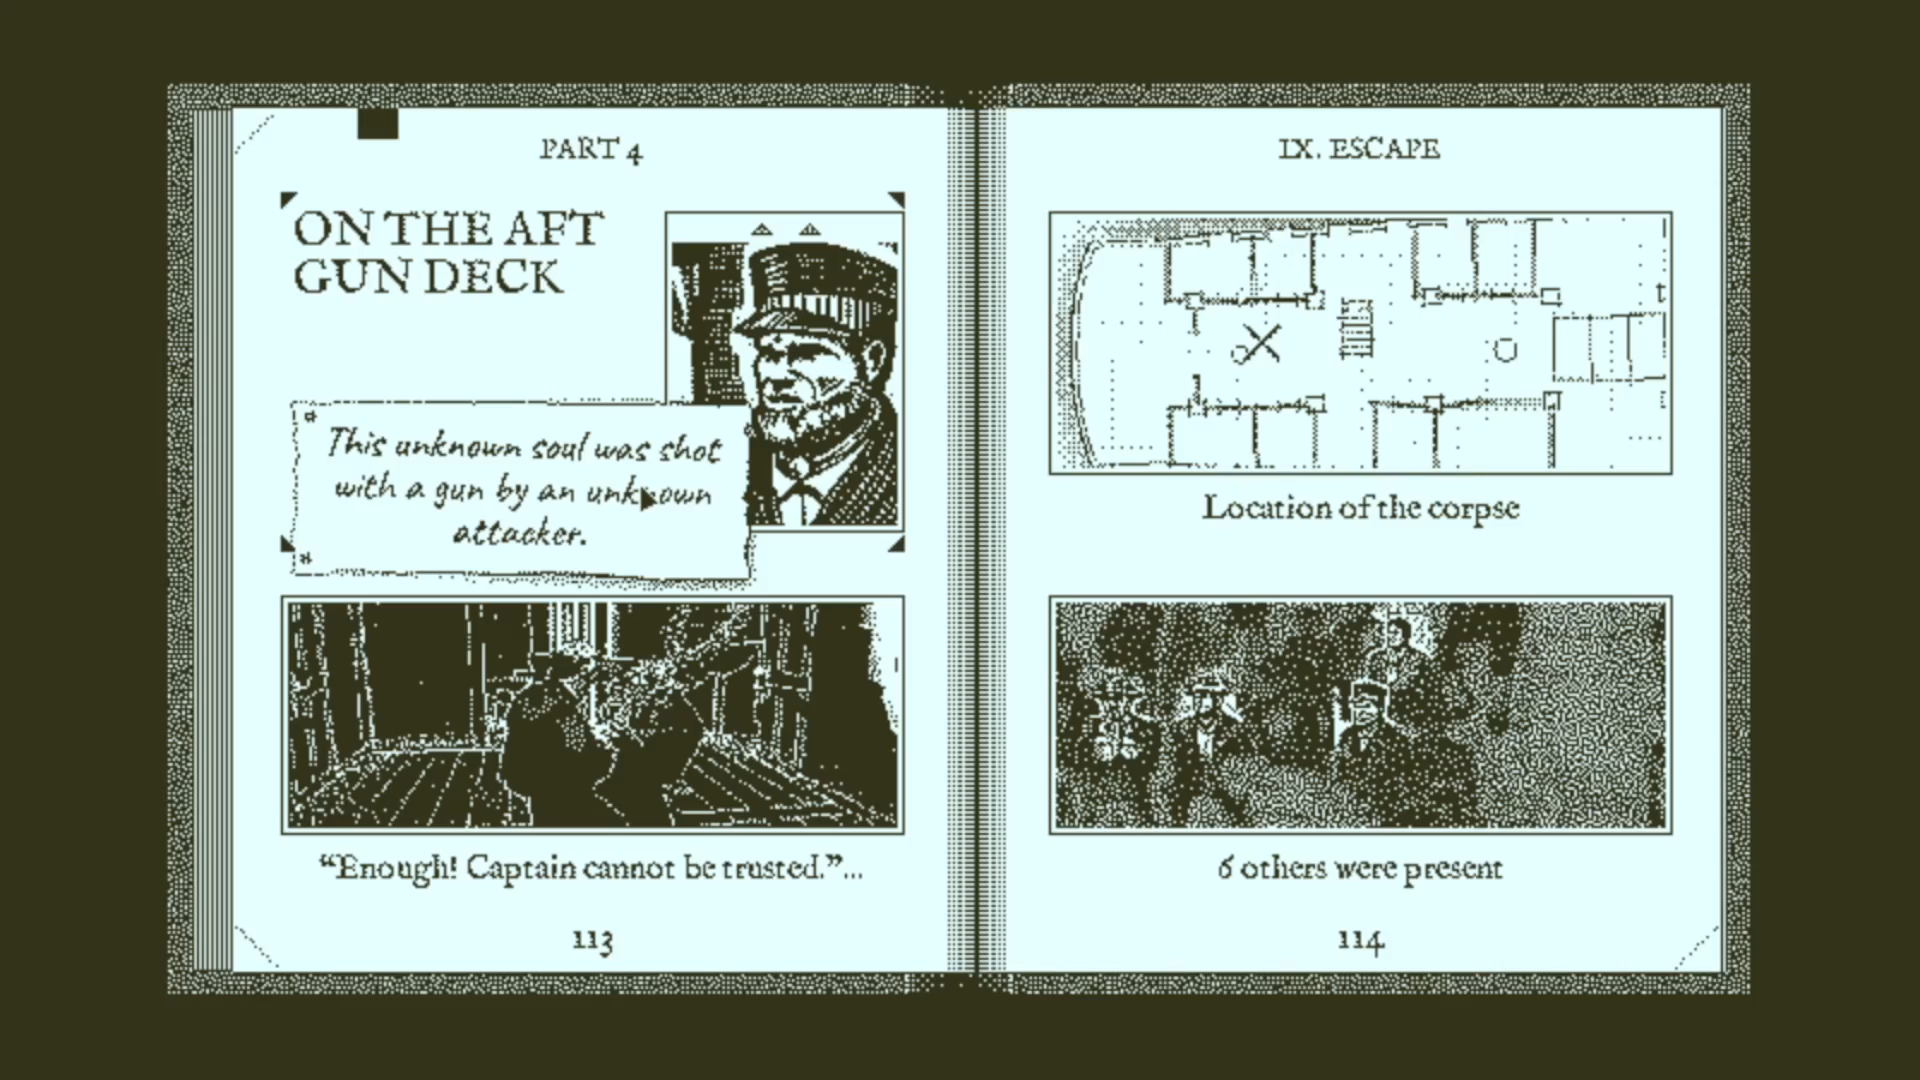 PART 4
ON THE AFT
GUN DECK
This unknown soul was shot
with a gun by an unknown
attacker.
“Enough! Captain cannot be trusted.”...
113
IX. ESCAPE
t
Location of the corpse
6 others were present
114